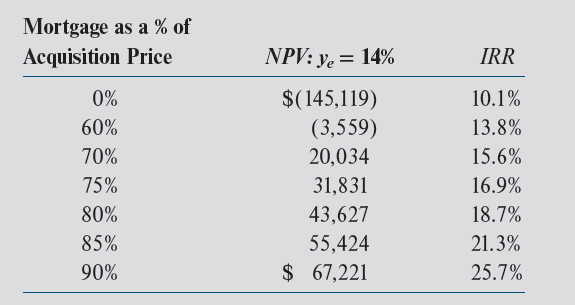 Mortgage as a % of
Acquisition Price NPV: yₑ = 14% IRR
0% $(145,119) 10.1%
60% (3,559) 13.8%
70% 20,034 15.6%
75% 31,831 16.9%
80% 43,627 18.7%
85% 55,424 21.3%
90% $ 67,221 25.7%